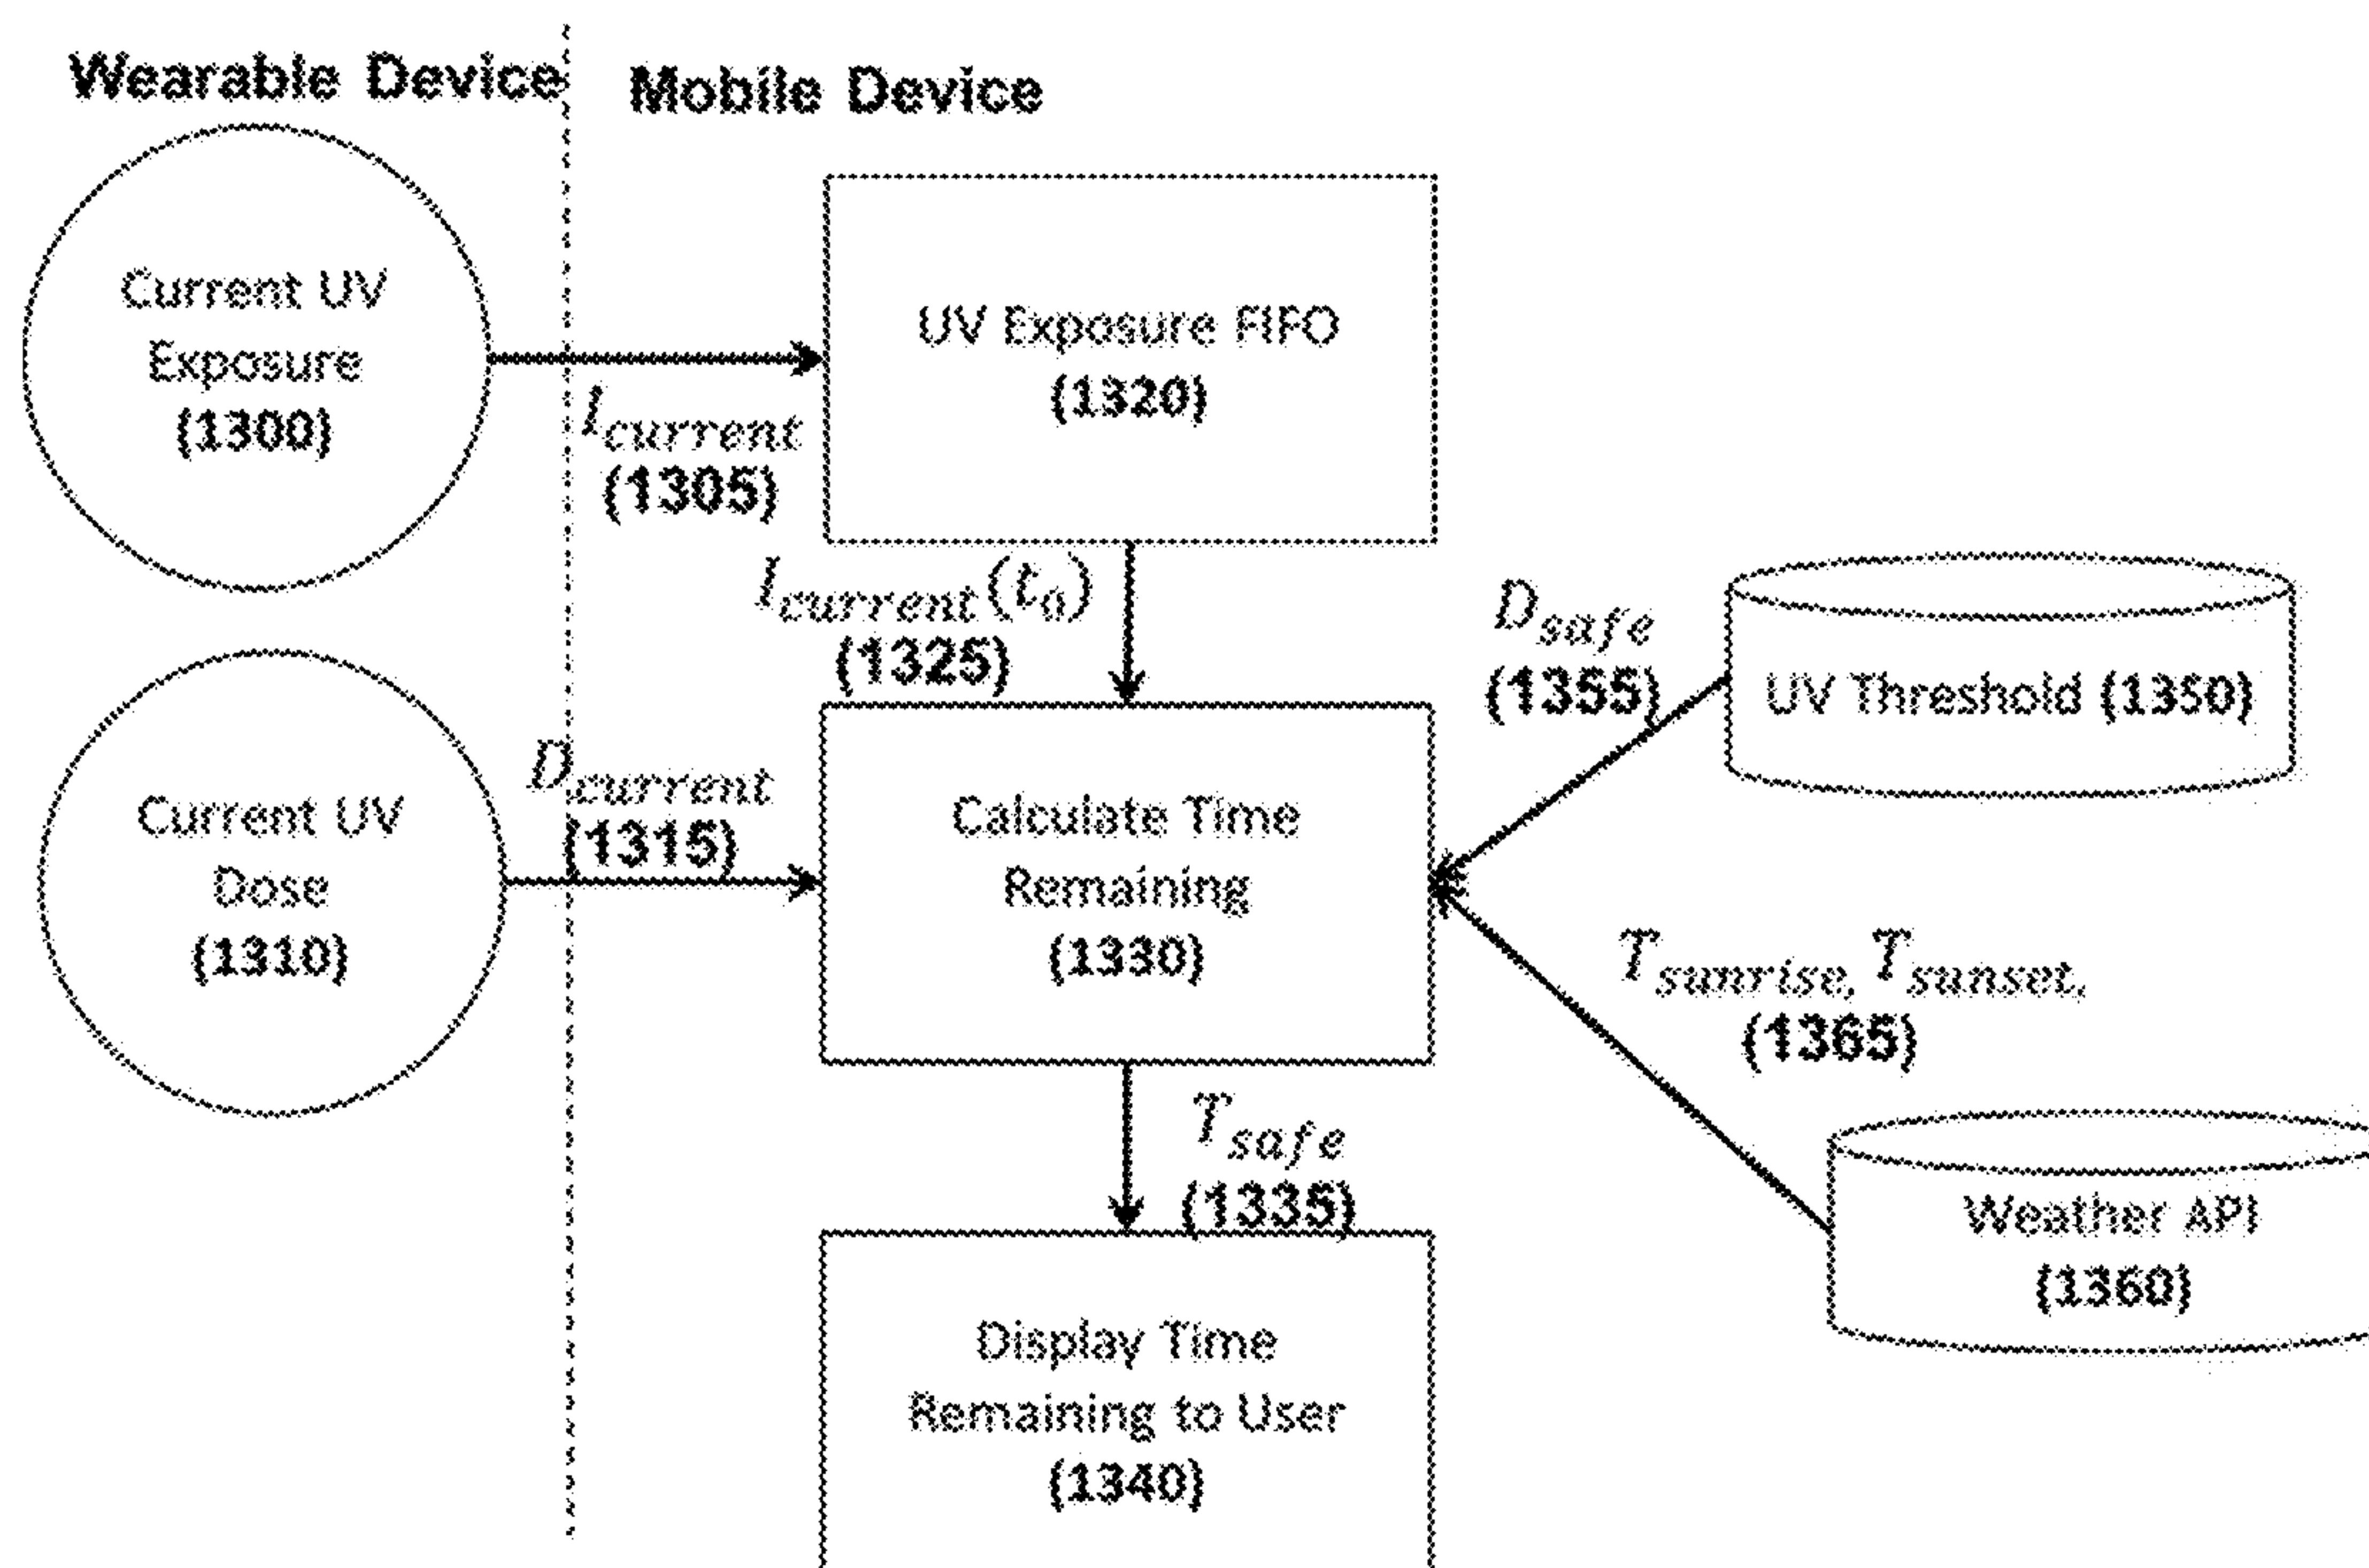 Wearable Device
Mobile Device
Current UV
Exposure
(1300)
I_current
(1305)
UV Exposure FIFO
(1320)
I_current(t_0)
(1325)
D_safe
(1355)
UV Threshold (1350)
Current UV
Dose
(1310)
D_current
(1315)
Calculate Time
Remaining
(1330)
T_sunrise, T_sunset,
(1365)
T_safe
(1335)
Weather API
(1360)
Display Time
Remaining to User
(1340)